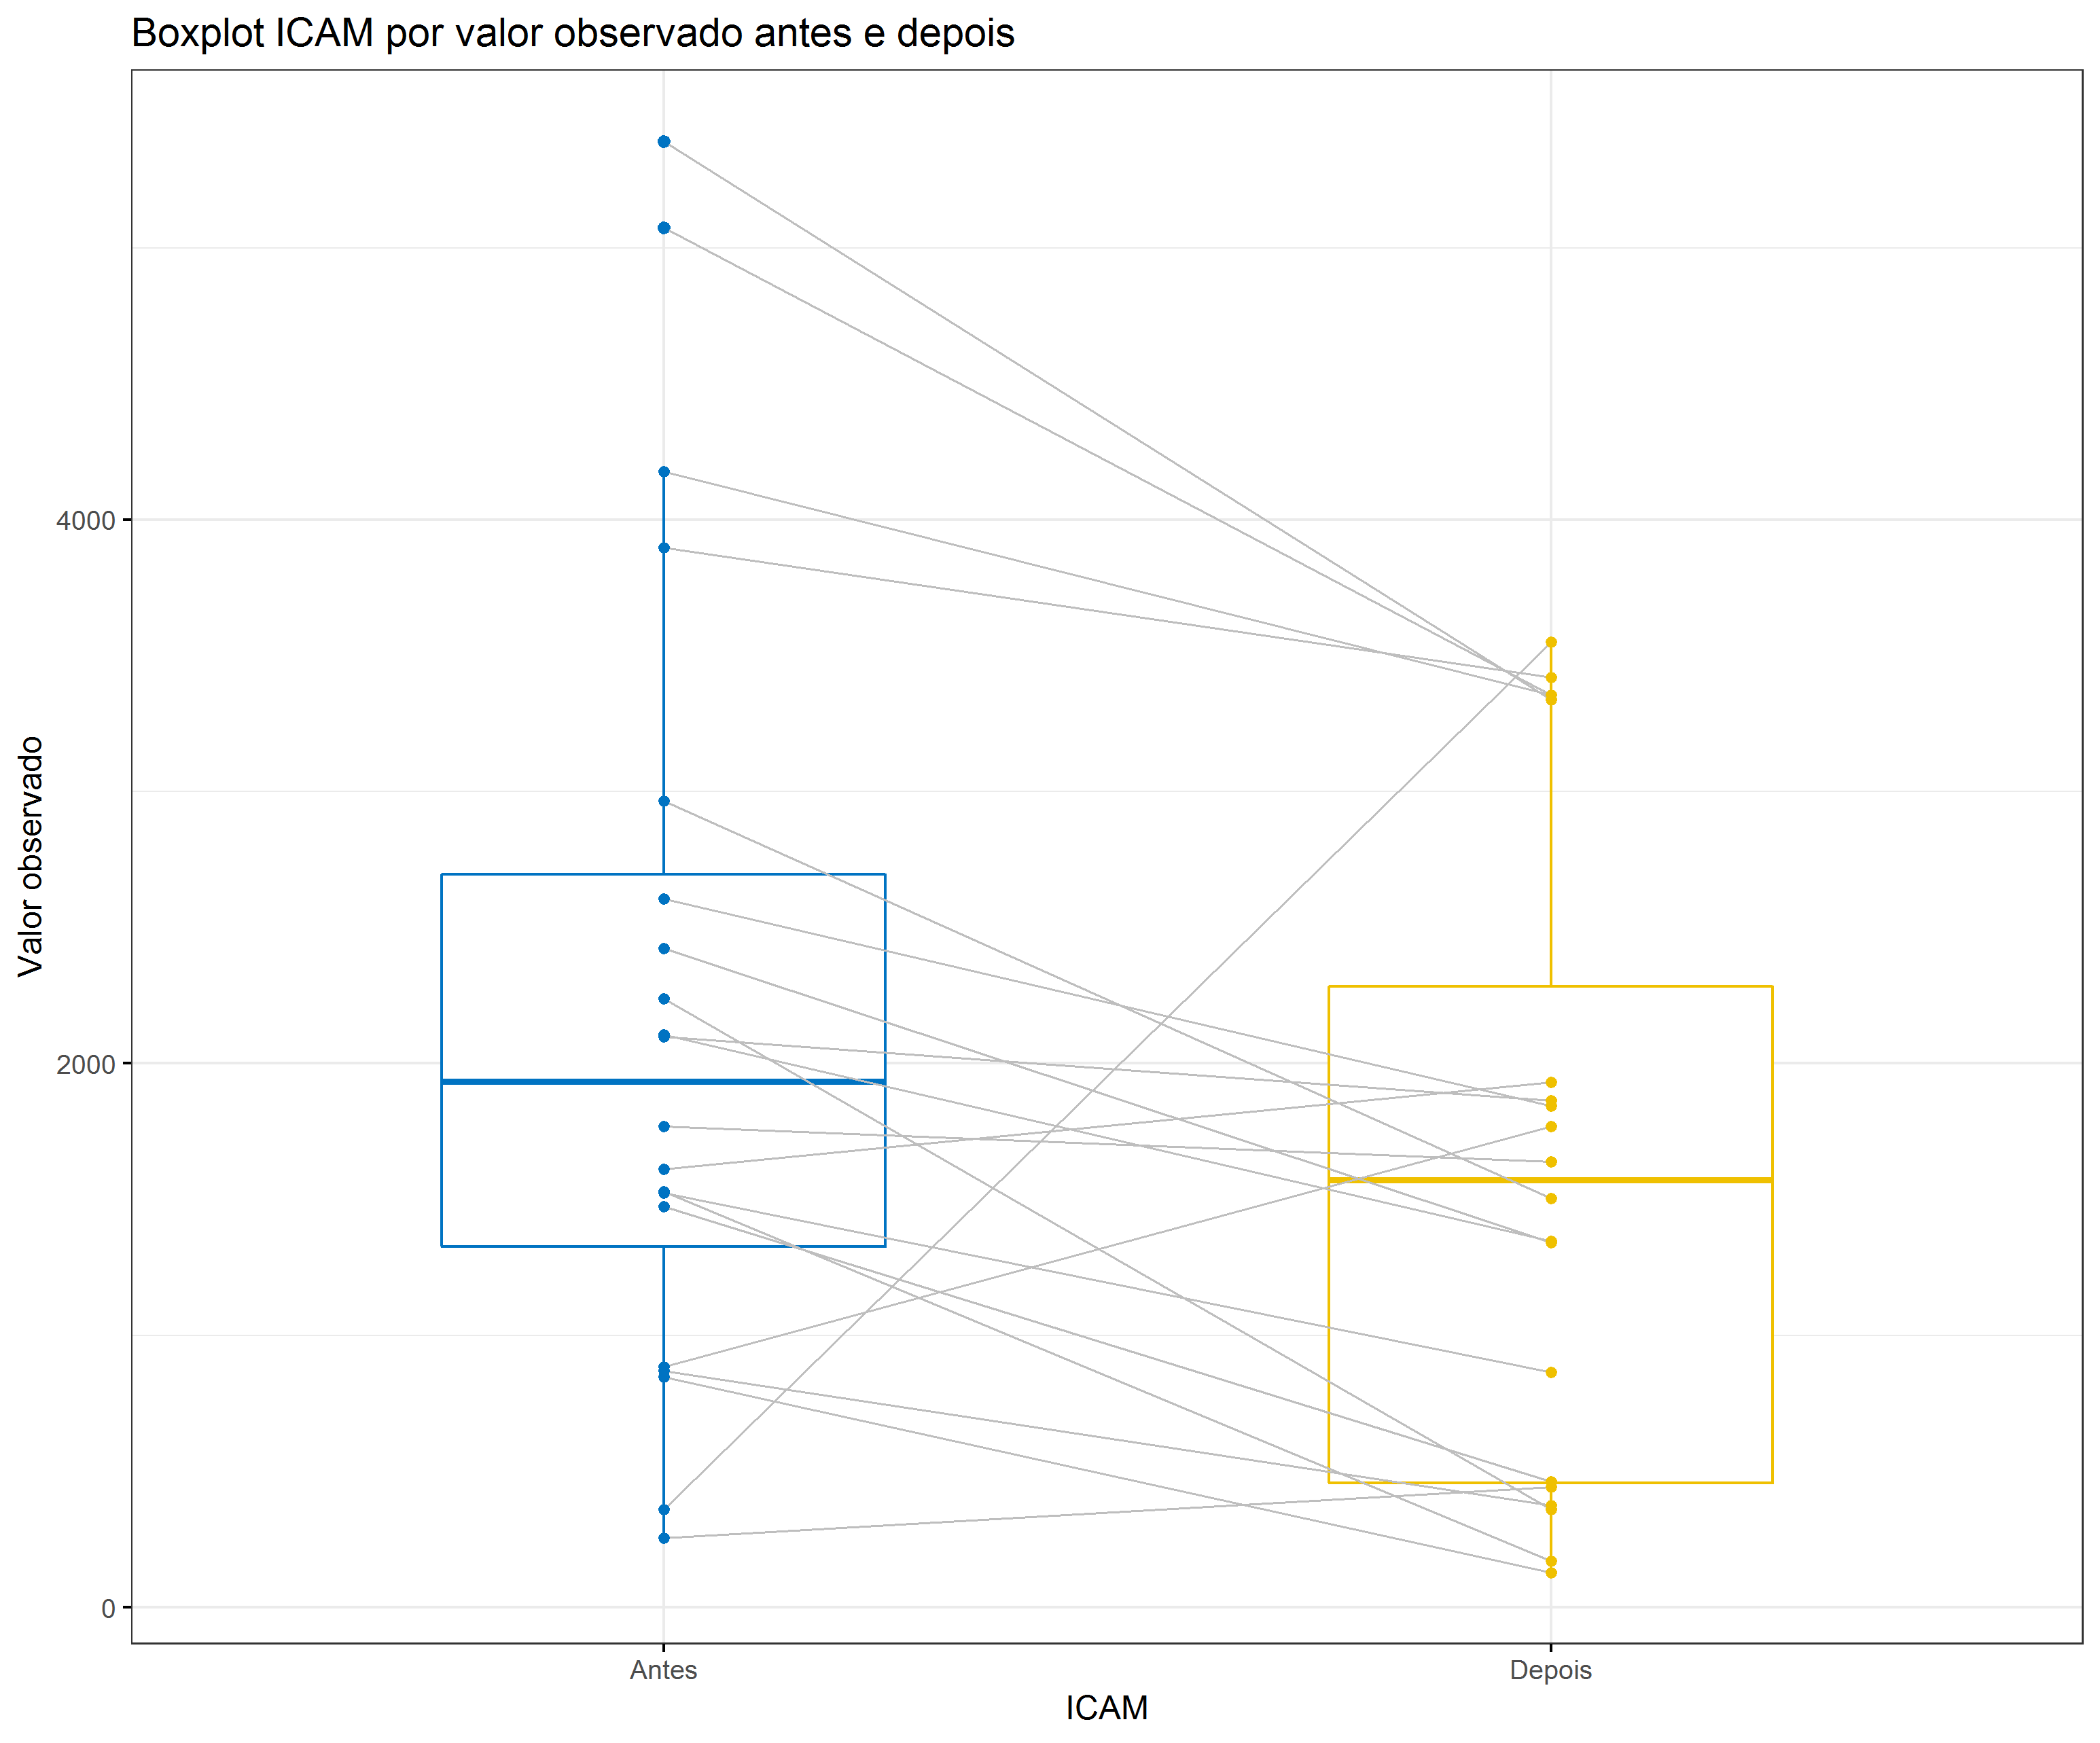 Boxplot ICAM por valor observado antes e depois
Valor observado
4000
2000
0
Antes
Depois
ICAM